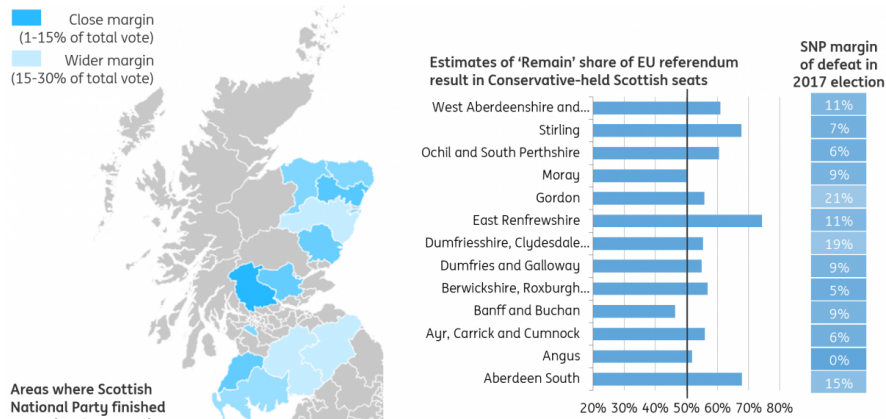 Close margin
(1-15% of total vote)
Wider margin
(15-30% of total vote)
Areas where Scottish
National Party finished
Estimates of ‘Remain’ share of EU referendum
result in Conservative-held Scottish seats
SNP margin
of defeat in
2017 election
West Aberdeenshire and... 11%
Stirling 7%
Ochil and South Perthshire 6%
Moray 9%
Gordon 21%
East Renfrewshire 11%
Dumfriesshire, Clydesdale... 19%
Dumfries and Galloway 9%
Berwickshire, Roxburgh... 5%
Banff and Buchan 9%
Ayr, Carrick and Cumnock 6%
Angus 0%
Aberdeen South 15%
20% 30% 40% 50% 60% 70% 80%